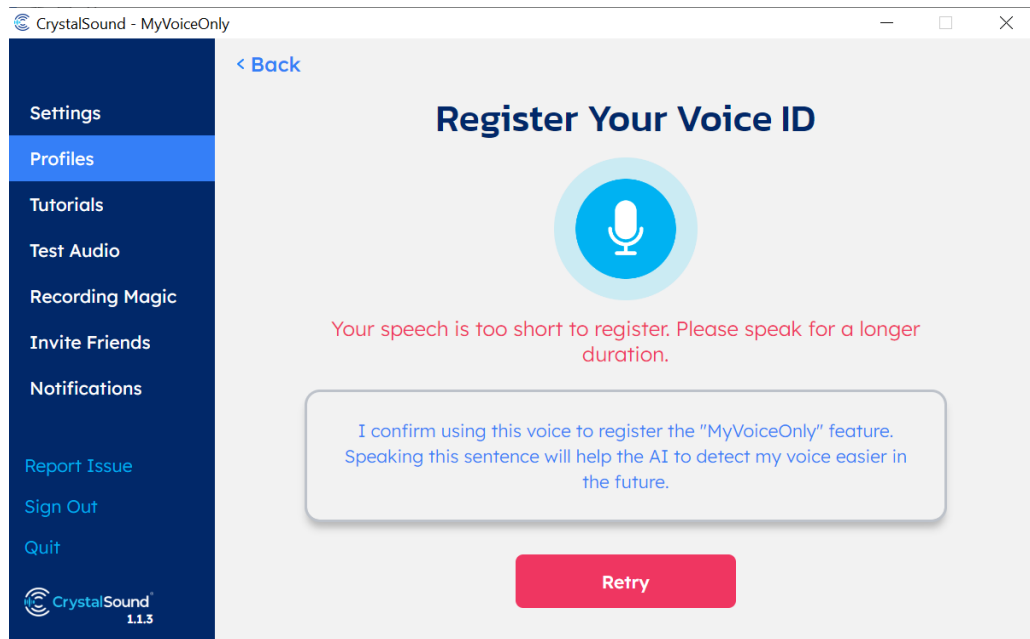 CrystalSound - MyVoiceOnly
Settings
Profiles
Tutorials
Test Audio
Recording Magic
Invite Friends
Notifications
Report Issue
Sign Out
Quit
CrystalSound
1.1.3
< Back
Register Your Voice ID
Your speech is too short to register. Please speak for a longer
duration.
I confirm using this voice to register the "MyVoiceOnly" feature.
Speaking this sentence will help the AI to detect my voice easier in
the future.
Retry